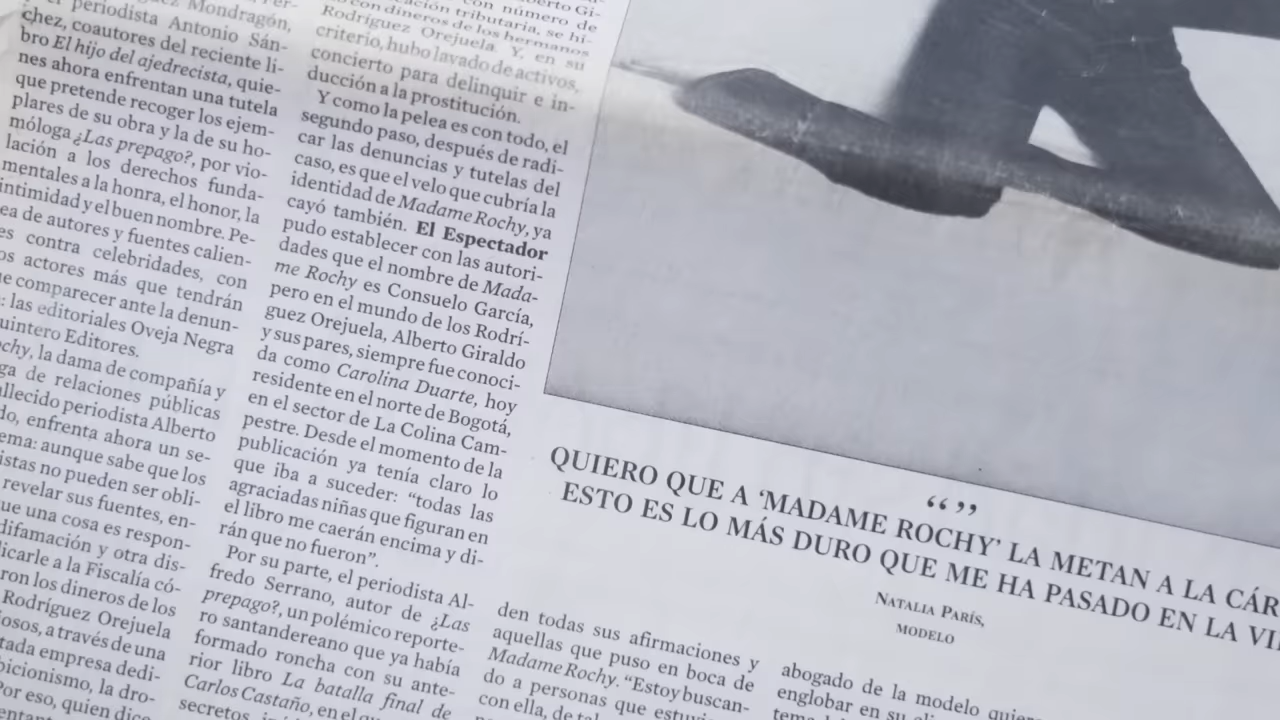 periodista Antonio Sán-
chez, coautores del reciente li-
bro El hijo del ajedrecista, quie-
nes ahora enfrentan una tutela
que pretende recoger los ejem-
plares de su obra y la de su ho-
móloga ¿Las prepago?, por vio-
lación a los derechos funda-
mentales a la honra, el honor, la
intimidad y el buen nombre. Pe-
ea de autores y fuentes calien-
es contra celebridades, con
os actores más que tendrán
e comparecer ante la denun-
: las editoriales Oveja Negra
uintero Editores.
chy, la dama de compañía y
ga de relaciones públicas
allecido periodista Alberto
do, enfrenta ahora un se-
ema: aunque sabe que los
istas no pueden ser obli-
revelar sus fuentes, en-
ue una cosa es respon-
difamación y otra dis-
licarle a la Fiscalía có-
ron los dineros de los
Rodríguez Orejuela
iosos, a través de una
tada empresa dedi-
bicionismo, la dro-
Por eso, quien dice
con número de
cación tributaria, se hi-
con dineros de los hermanos
Rodríguez Orejuela. Y, en su
criterio, hubo lavado de activos,
concierto para delinquir e in-
ducción a la prostitución.
Y como la pelea es con todo, el
segundo paso, después de radi-
car las denuncias y tutelas del
caso, es que el velo que cubría la
identidad de Madame Rochy, ya
cayó también. El Espectador
pudo establecer con las autori-
dades que el nombre de Mada-
me Rochy es Consuelo García,
pero en el mundo de los Rodrí-
guez Orejuela, Alberto Giraldo
y sus pares, siempre fue conoci-
da como Carolina Duarte, hoy
residente en el norte de Bogotá,
en el sector de La Colina Cam-
pestre. Desde el momento de la
publicación ya tenía claro lo
que iba a suceder: “todas las
agraciadas niñas que figuran en
el libro me caerán encima y di-
rán que no fueron”.
Por su parte, el periodista Al-
fredo Serrano, autor de ¿Las
prepago?, un polémico reporte-
ro santandereano que ya había
formado roncha con su ante-
rior libro La batalla final de
Carlos Castaño, en el
secretos
“”
QUIERO QUE A ‘MADAME ROCHY’ LA METAN A LA CÁR
ESTO ES LO MÁS DURO QUE ME HA PASADO EN LA VI
NATALIA PARÍS,
MODELO
den todas sus afirmaciones y
aquellas que puso en boca de
Madame Rochy. “Estoy buscan-
do a personas que
con ella, de
abogado de la modelo
englobar en su